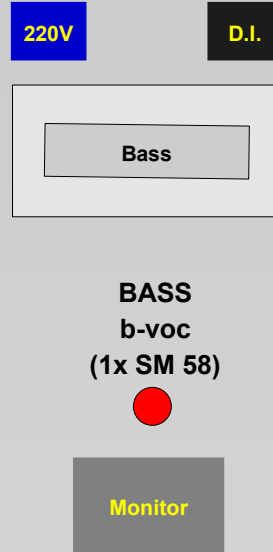 220V D.I.
Bass
BASS
b-voc
(1x SM 58)
Monitor